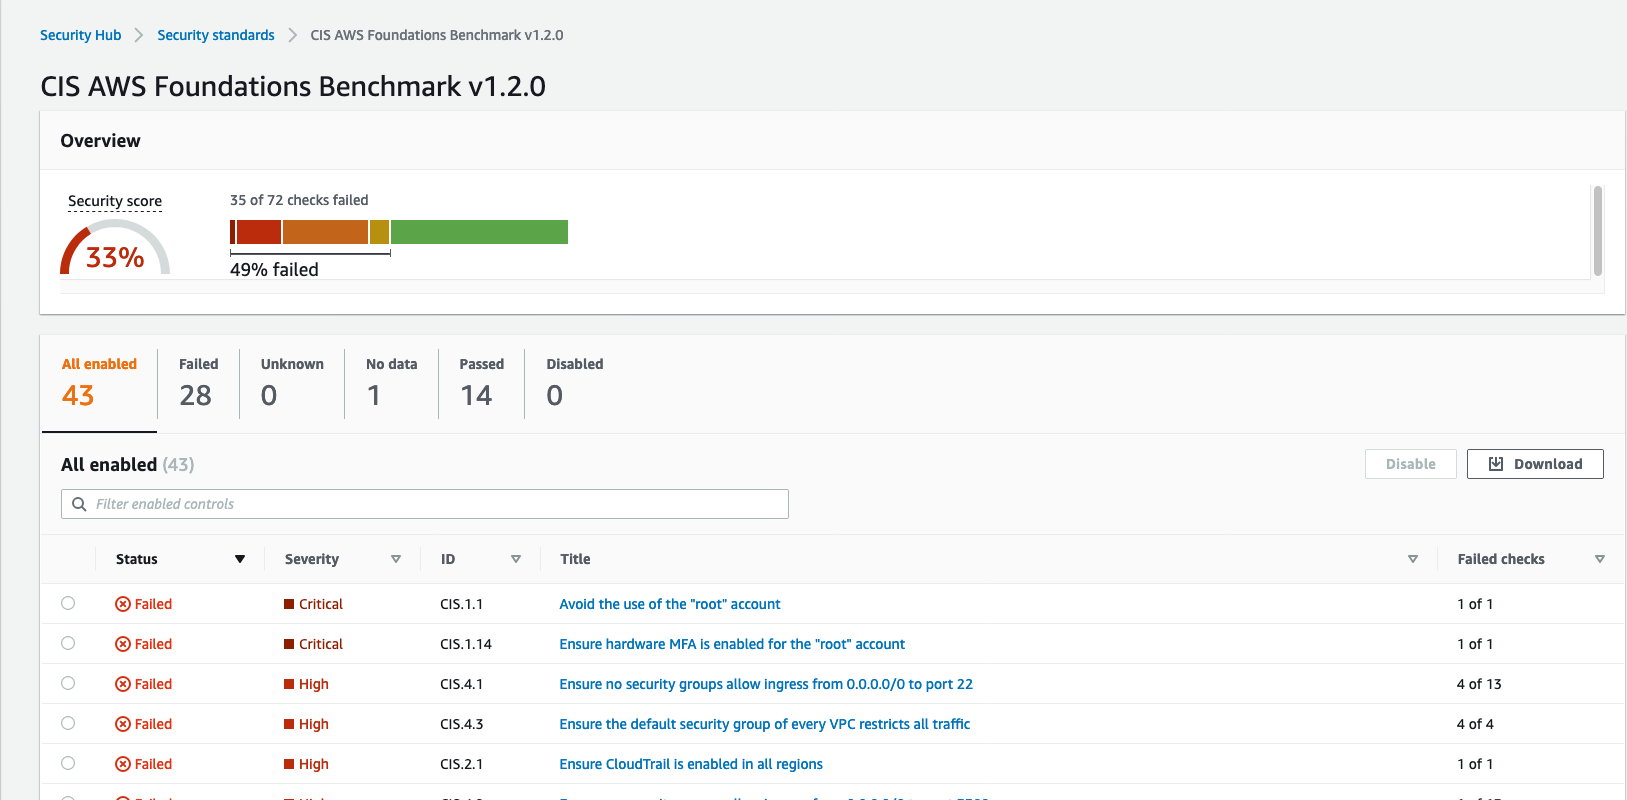 Security Hub > Security standards > CIS AWS Foundations Benchmark v1.2.0
CIS AWS Foundations Benchmark v1.2.0
Overview
Security score
33%
35 of 72 checks failed
49% failed
All enabled Failed Unknown No data Passed Disabled
43 28 0 1 14 0
All enabled (43)
Disable Download
Filter enabled controls
Status Severity ID Title Failed checks
Failed Critical CIS.1.1 Avoid the use of the "root" account 1 of 1
Failed Critical CIS.1.14 Ensure hardware MFA is enabled for the "root" account 1 of 1
Failed High CIS.4.1 Ensure no security groups allow ingress from 0.0.0.0/0 to port 22 4 of 13
Failed High CIS.4.3 Ensure the default security group of every VPC restricts all traffic 4 of 4
Failed High CIS.2.1 Ensure CloudTrail is enabled in all regions 1 of 1